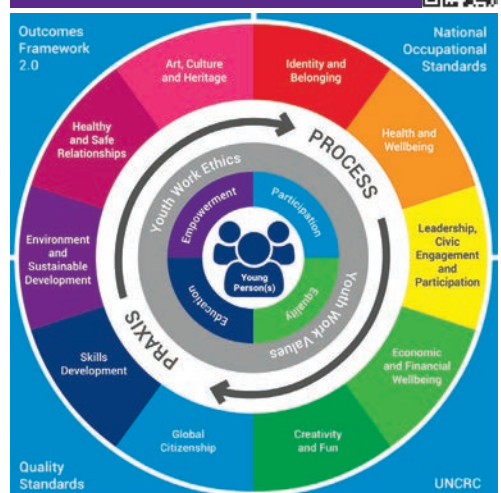 Outcomes
Framework
2.0
National
Occupational
Standards
Art, Culture
and Heritage
Identity and
Belonging
Healthy
and Safe
Relationships
Health and
Wellbeing
PROCESS
Youth Work Ethics
Empowerment
Participation
Environment
and
Sustainable
Development
Leadership,
Civic
Engagement
and
Participation
Young
Person(s)
Education
Equality
Youth Work Values
PRAXIS
Skills
Development
Economic
and Financial
Wellbeing
Global
Citizenship
Creativity
and Fun
Quality
Standards
UNCRC